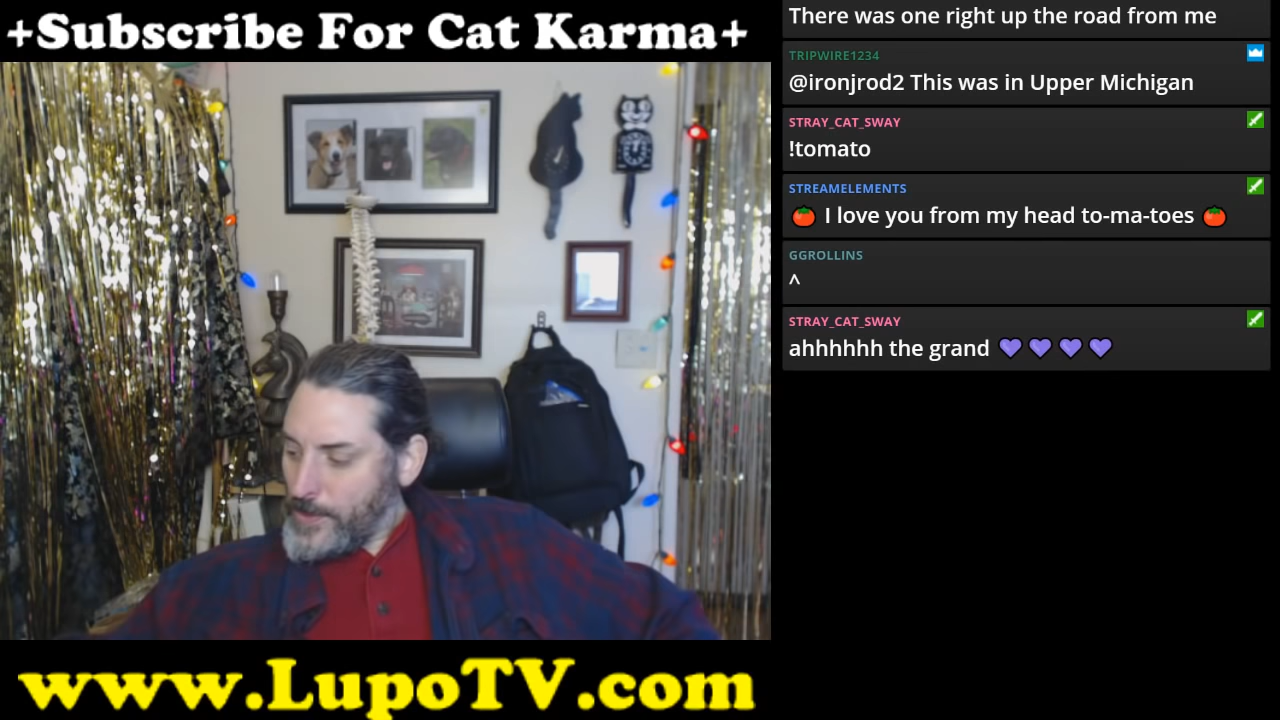 +Subscribe For Cat Karma+
There was one right up the road from me
TRIPWIRE1234
@ironjrod2 This was in Upper Michigan
STRAY_CAT_SWAY
!tomato
STREAMELEMENTS
🍅 I love you from my head to-ma-toes 🍅
GGROLLINS
^
STRAY_CAT_SWAY
ahhhhhh the grand 💜 💜 💜 💜
www.LupoTV.com